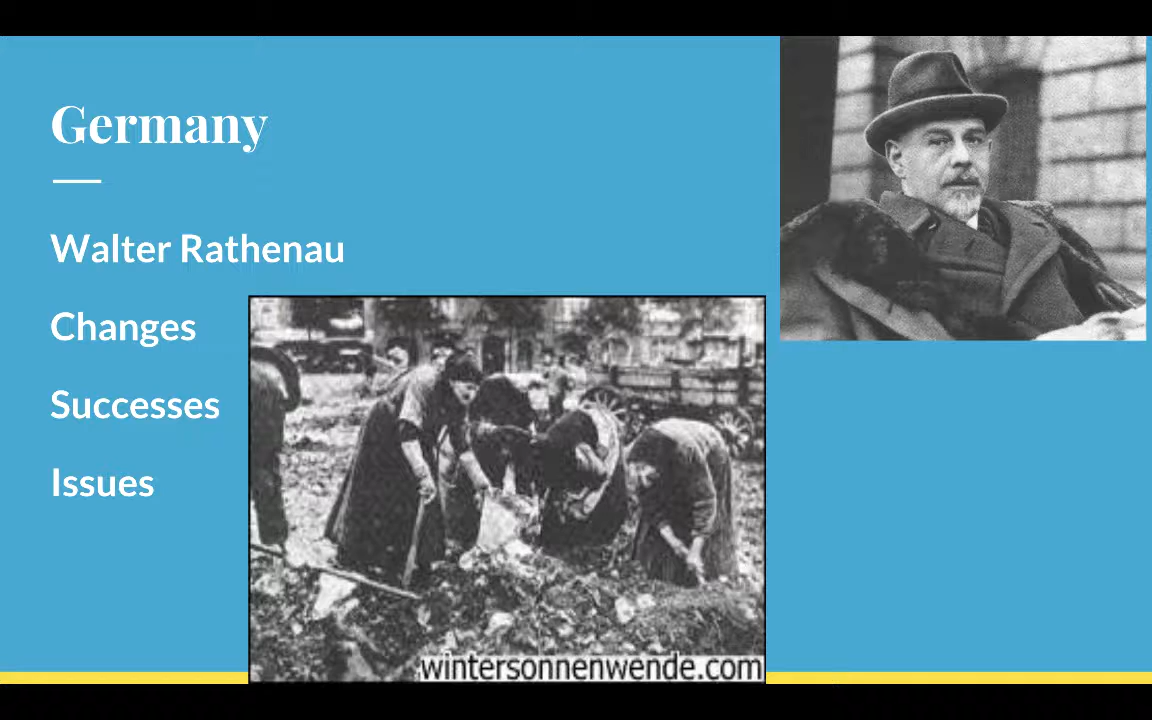 Germany
Walter Rathenau
Changes
Successes
Issues
wintersonnenwende.com